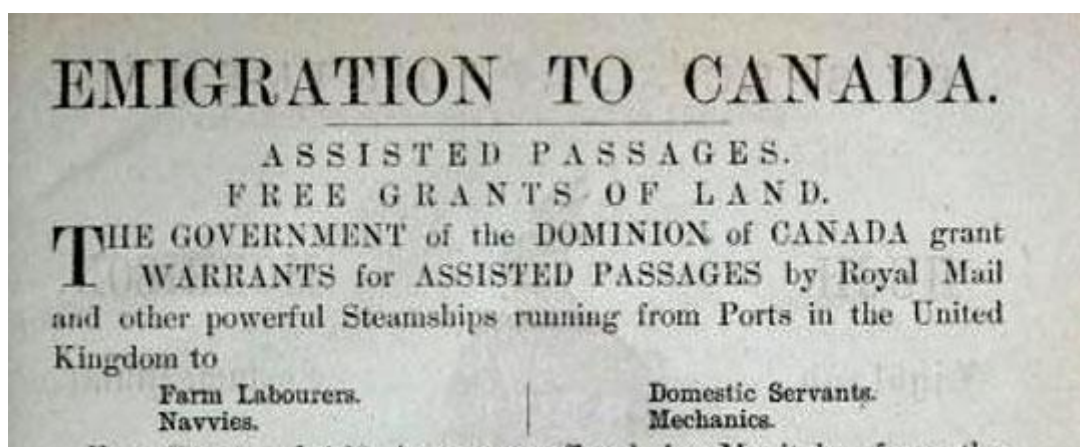 EMIGRATION TO CANADA.
ASSISTED PASSAGES.
FREE GRANTS OF LAND.
THE GOVERNMENT of the DOMINION of CANADA grant
WARRANTS for ASSISTED PASSAGES by Royal Mail
and other powerful Steamships running from Ports in the United
Kingdom to
Farm Labourers. Domestic Servants.
Navvies. Mechanics.